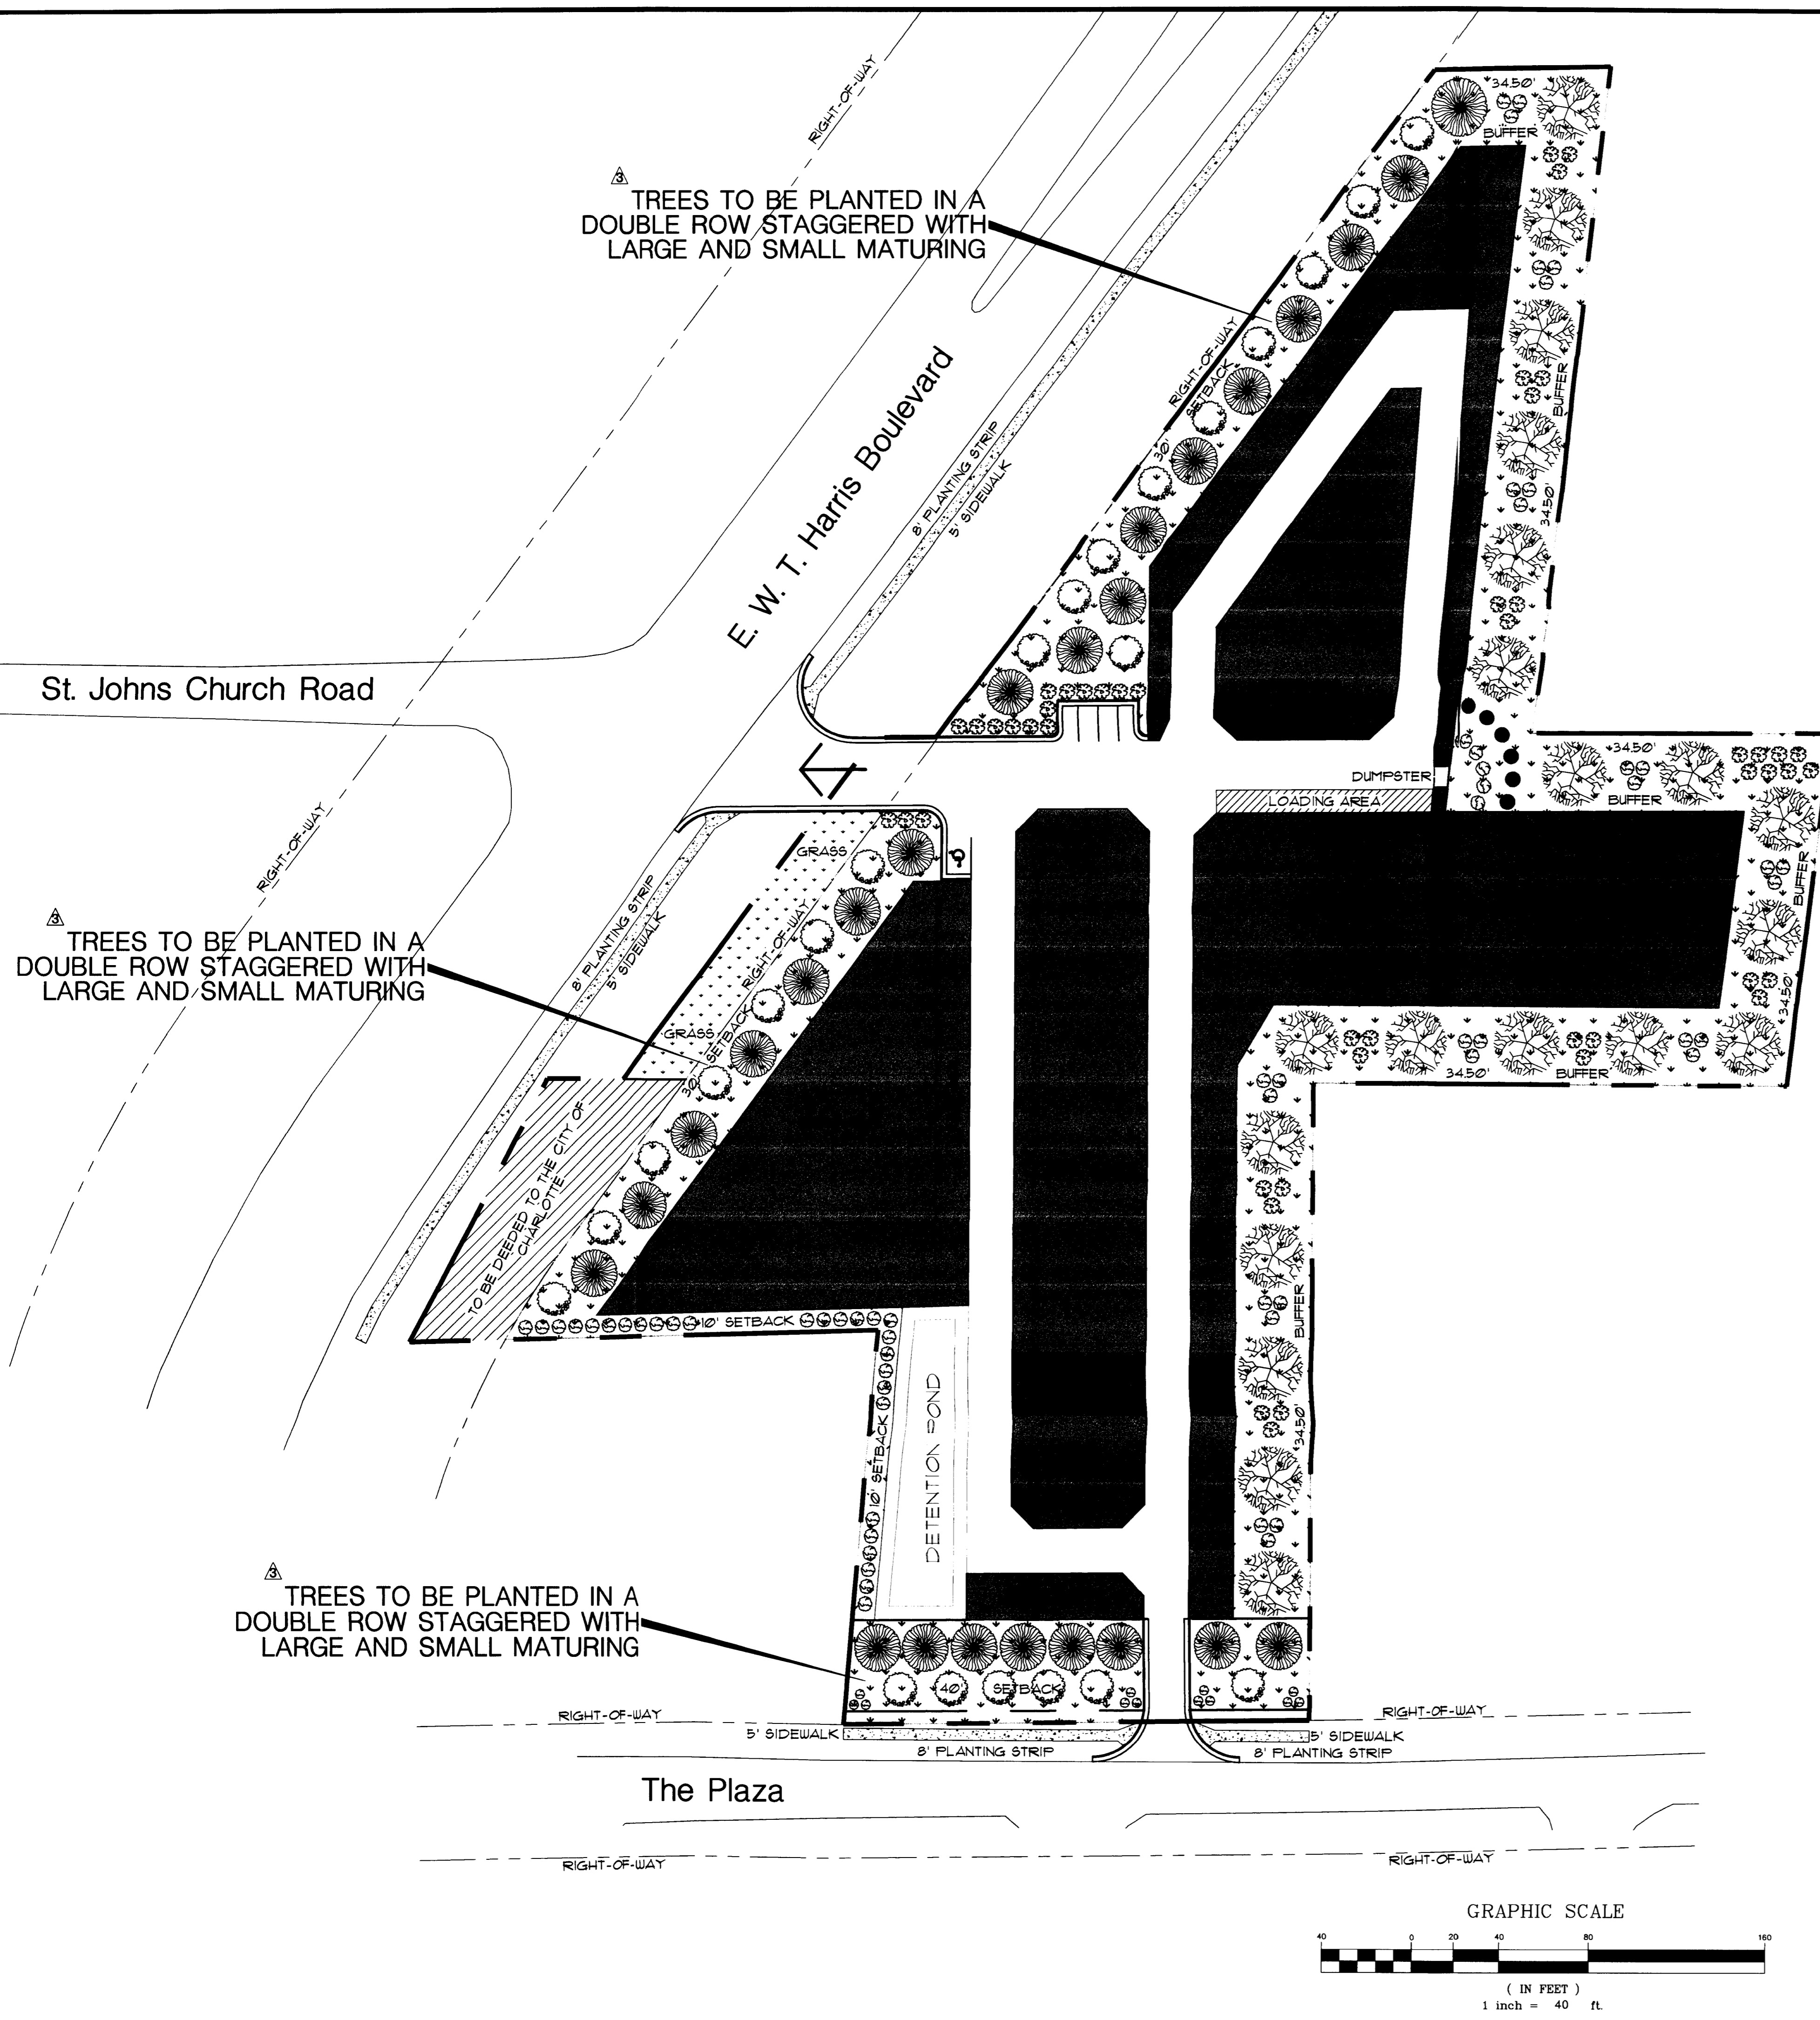 RIGHT-OF-WAY
34.50'
BUFFER
3
TREES TO BE PLANTED IN A
DOUBLE ROW STAGGERED WITH
LARGE AND SMALL MATURING
RIGHT-OF-WAY
30' SETBACK
BUFFER
34.50'
E. W. T. Harris Boulevard
8' PLANTING STRIP
5' SIDEWALK
St. Johns Church Road
34.50'
BUFFER
DUMPSTER
LOADING AREA
RIGHT-OF-WAY
GRASS
BUFFER
34.50'
8' PLANTING STRIP
5' SIDEWALK
RIGHT-OF-WAY
30' SETBACK
GRASS
3
TREES TO BE PLANTED IN A
DOUBLE ROW STAGGERED WITH
LARGE AND SMALL MATURING
34.50'
BUFFER
TO BE DEEDED TO THE CITY OF
CHARLOTTE
10' SETBACK
BUFFER
34.50'
10' SETBACK
DETENTION POND
3
TREES TO BE PLANTED IN A
DOUBLE ROW STAGGERED WITH
LARGE AND SMALL MATURING
40' SETBACK
RIGHT-OF-WAY
RIGHT-OF-WAY
5' SIDEWALK
5' SIDEWALK
8' PLANTING STRIP
8' PLANTING STRIP
The Plaza
RIGHT-OF-WAY
RIGHT-OF-WAY
GRAPHIC SCALE
40 0 20 40 80 160
( IN FEET )
1 inch = 40 ft.